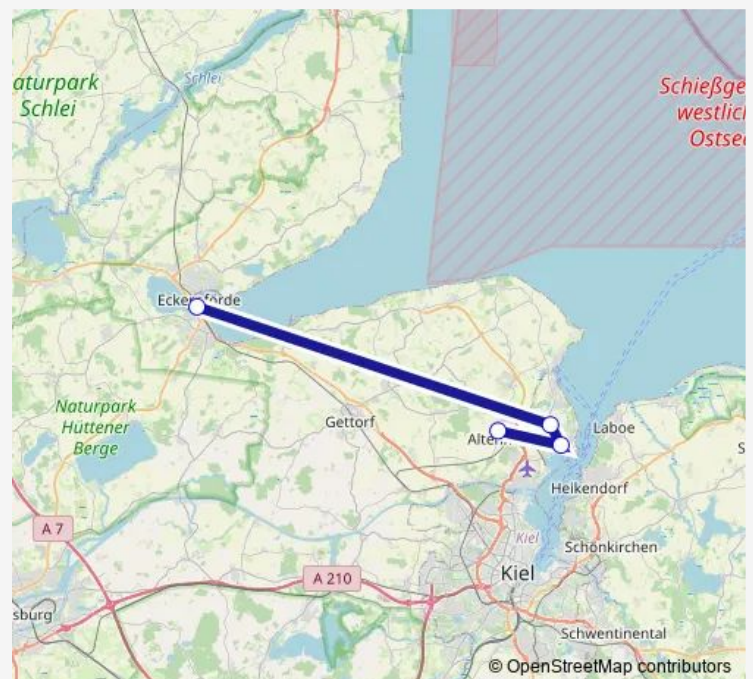 aturpark
Schlei
Schlei
Schießge
westlic
Ostse
Naturpark
Hüttener
Berge
Gettorf
Laboe
Heikendorf
A 7
Kiel
Schönkirchen
A 210
Kiel
sburg
Schwentinental
© OpenStreetMap contributors